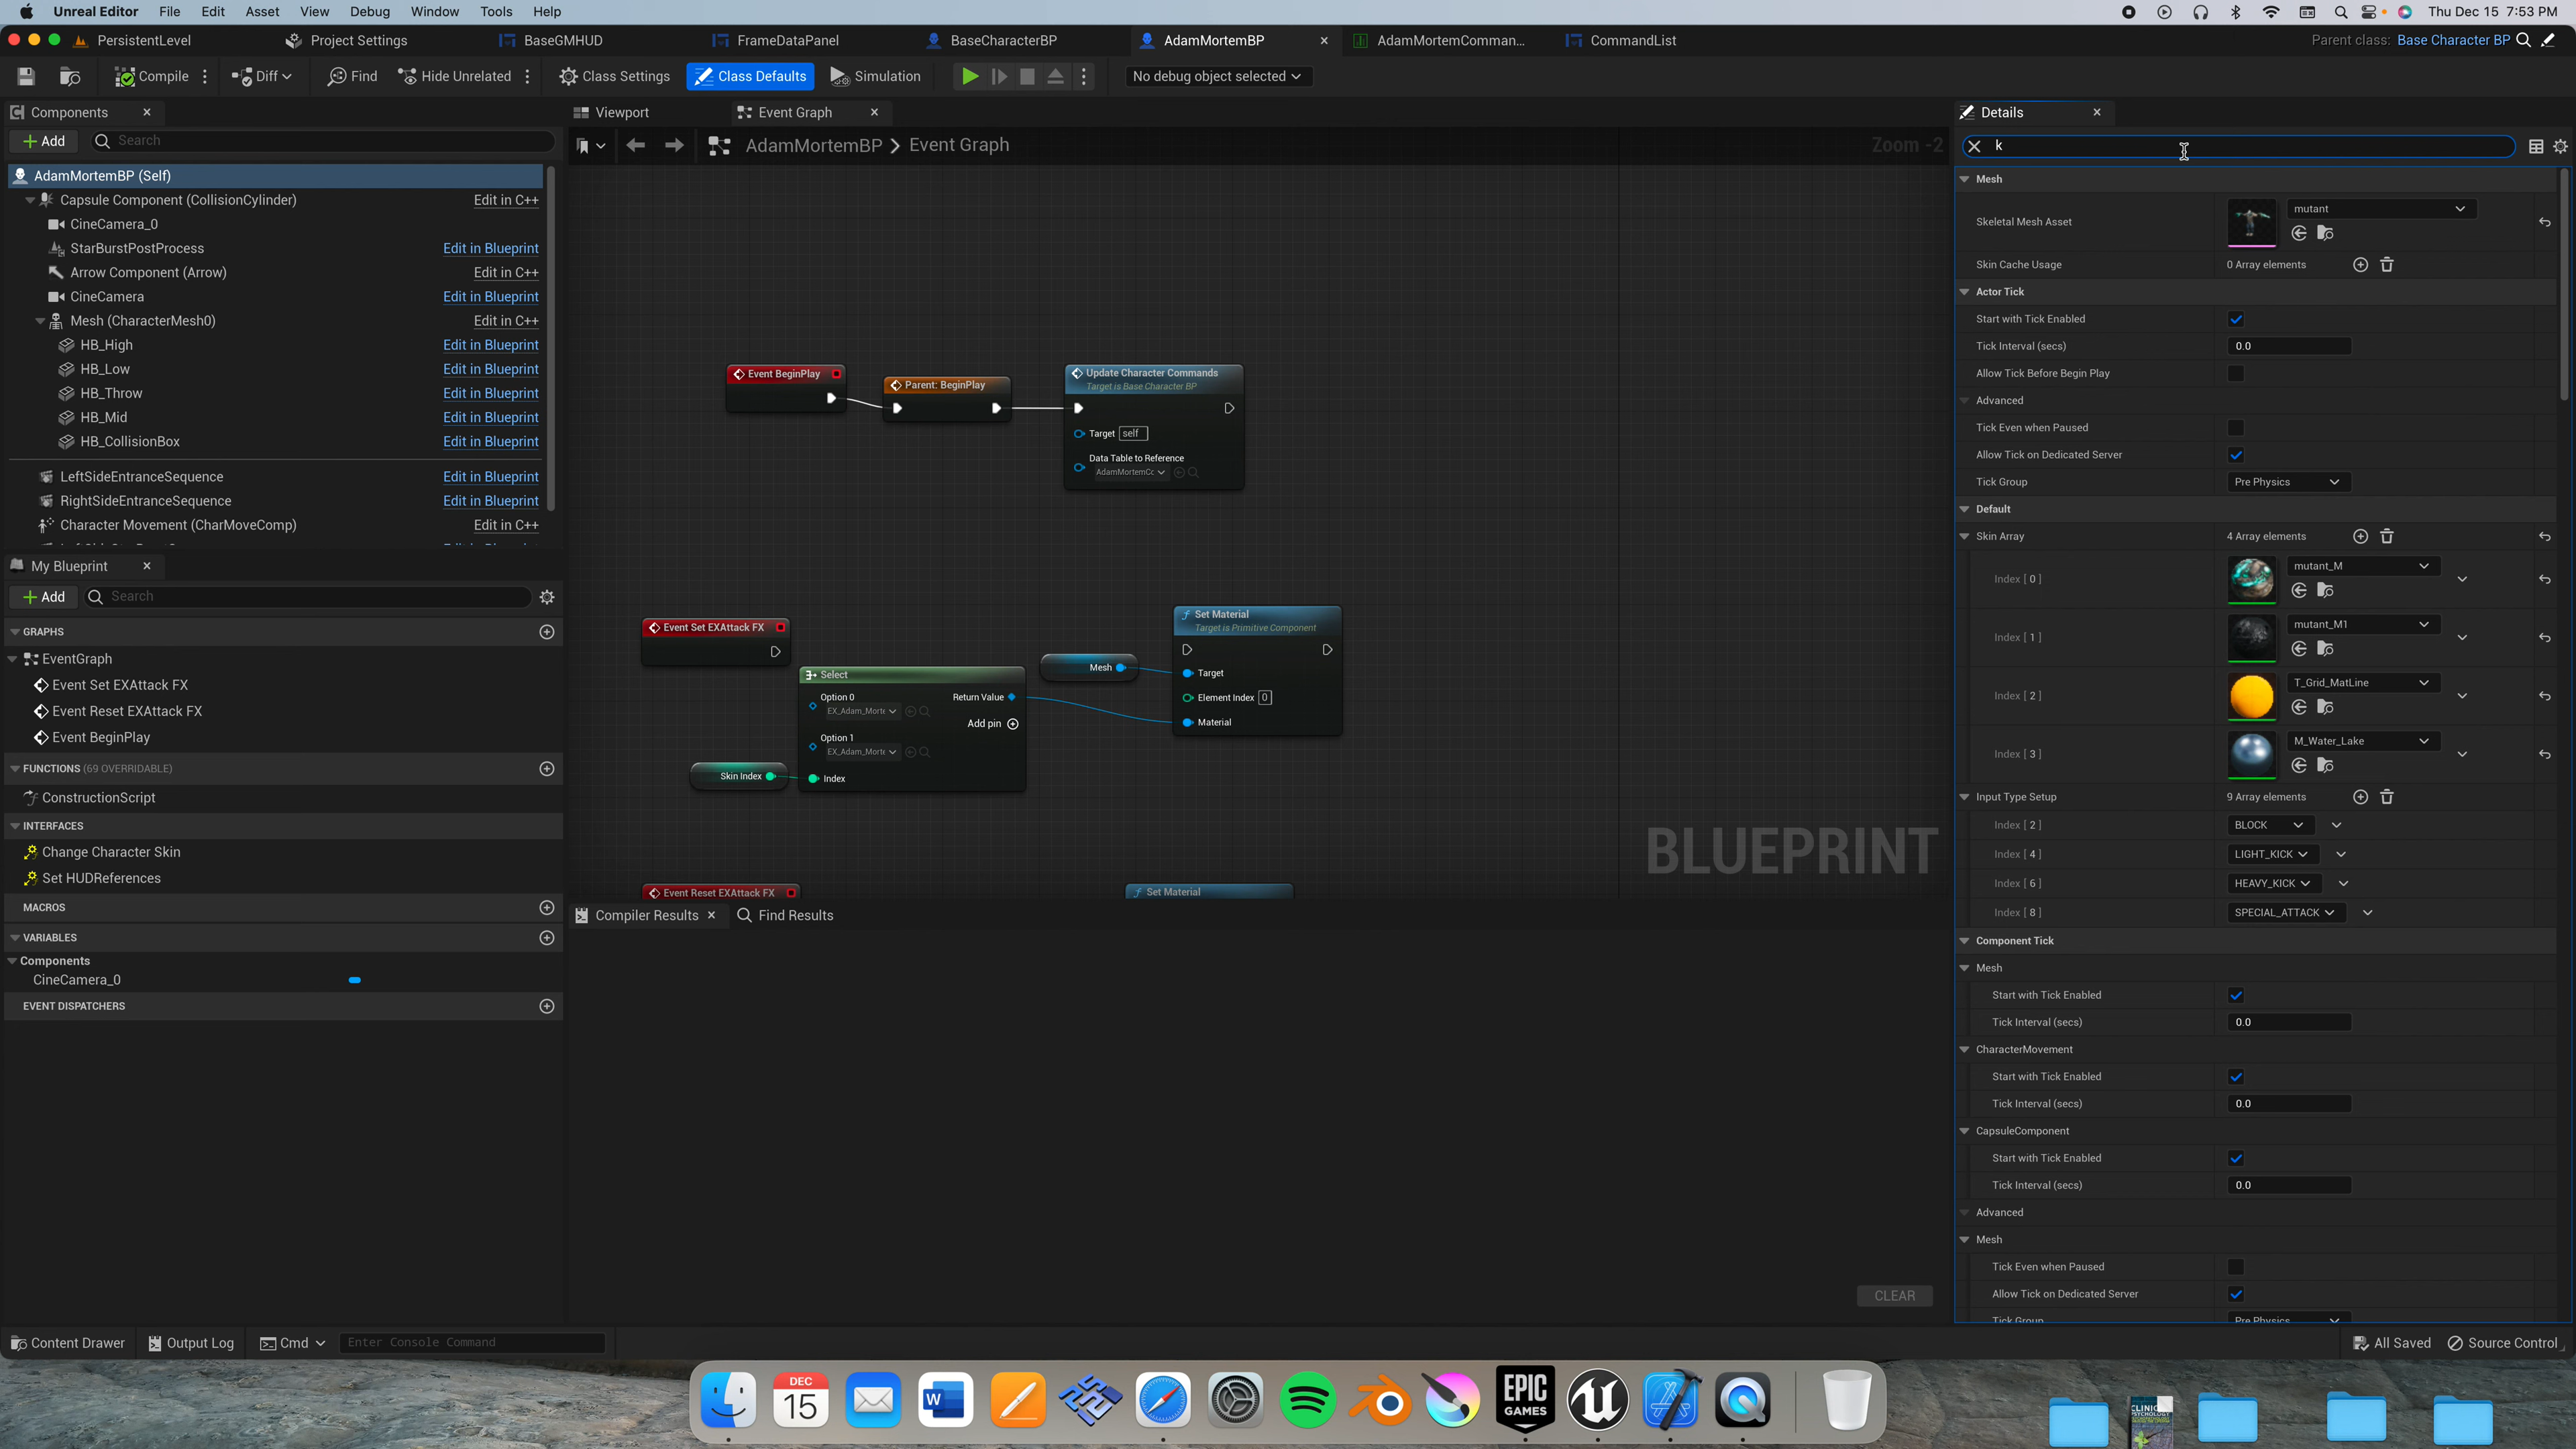 Unreal Editor File Edit Asset View Debug Window Tools Help
Thu Dec 15 7:53 PM
PersistentLevel Project Settings BaseGMHUD FrameDataPanel BaseCharacterBP AdamMortemBP AdamMortemComman... CommandList
Parent class: Base Character BP
Compile Diff Find Hide Unrelated Class Settings Class Defaults Simulation No debug object selected
Components
Add Search
AdamMortemBP (Self)
Capsule Component (CollisionCylinder) Edit in C++
CineCamera_0
StarBurstPostProcess Edit in Blueprint
Arrow Component (Arrow) Edit in C++
CineCamera Edit in Blueprint
Mesh (CharacterMesh0) Edit in C++
HB_High Edit in Blueprint
HB_Low Edit in Blueprint
HB_Throw Edit in Blueprint
HB_Mid Edit in Blueprint
HB_CollisionBox Edit in Blueprint
LeftSideEntranceSequence Edit in Blueprint
RightSideEntranceSequence Edit in Blueprint
Character Movement (CharMoveComp) Edit in C++
My Blueprint
Add Search
GRAPHS
EventGraph
Event Set EXAttack FX
Event Reset EXAttack FX
Event BeginPlay
FUNCTIONS (69 OVERRIDABLE)
ConstructionScript
INTERFACES
Change Character Skin
Set HUDReferences
MACROS
VARIABLES
Components
CineCamera_0
EVENT DISPATCHERS
Viewport Event Graph
AdamMortemBP > Event Graph
Zoom -2
Event BeginPlay
Parent: BeginPlay
Update Character Commands
Target is Base Character BP
Target self
Data Table to Reference
AdamMortemCc
Event Set EXAttack FX
Select
Option 0
EX_Adam_Morte
Return Value
Add pin
Option 1
EX_Adam_Morte
Index
Skin Index
Mesh
Set Material
Target is Primitive Component
Target
Element Index 0
Material
Event Reset EXAttack FX
Set Material
BLUEPRINT
Compiler Results Find Results
CLEAR
Details
k
Mesh
Skeletal Mesh Asset mutant
Skin Cache Usage 0 Array elements
Actor Tick
Start with Tick Enabled
Tick Interval (secs) 0.0
Allow Tick Before Begin Play
Advanced
Tick Even when Paused
Allow Tick on Dedicated Server
Tick Group Pre Physics
Default
Skin Array 4 Array elements
Index [ 0 ] mutant_M
Index [ 1 ] mutant_M1
Index [ 2 ] T_Grid_MatLine
Index [ 3 ] M_Water_Lake
Input Type Setup 9 Array elements
Index [ 2 ] BLOCK
Index [ 4 ] LIGHT_KICK
Index [ 6 ] HEAVY_KICK
Index [ 8 ] SPECIAL_ATTACK
Component Tick
Mesh
Start with Tick Enabled
Tick Interval (secs) 0.0
CharacterMovement
Start with Tick Enabled
Tick Interval (secs) 0.0
CapsuleComponent
Start with Tick Enabled
Tick Interval (secs) 0.0
Advanced
Mesh
Tick Even when Paused
Allow Tick on Dedicated Server
Tick Group Pre Physics
Content Drawer Output Log Cmd Enter Console Command
All Saved Source Control
DEC
15
EPIC
GAMES